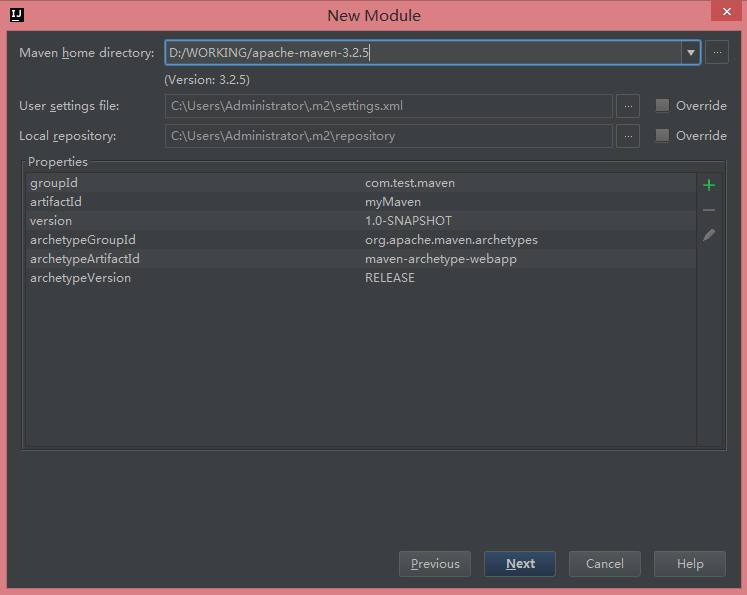 New Module
Maven home directory: D:/WORKING/apache-maven-3.2.5 ...
(Version: 3.2.5)
User settings file: C:\Users\Administrator\.m2\settings.xml ... Override
Local repository: C:\Users\Administrator\.m2\repository ... Override
Properties
groupId com.test.maven
artifactId myMaven
version 1.0-SNAPSHOT
archetypeGroupId org.apache.maven.archetypes
archetypeArtifactId maven-archetype-webapp
archetypeVersion RELEASE
Previous Next Cancel Help